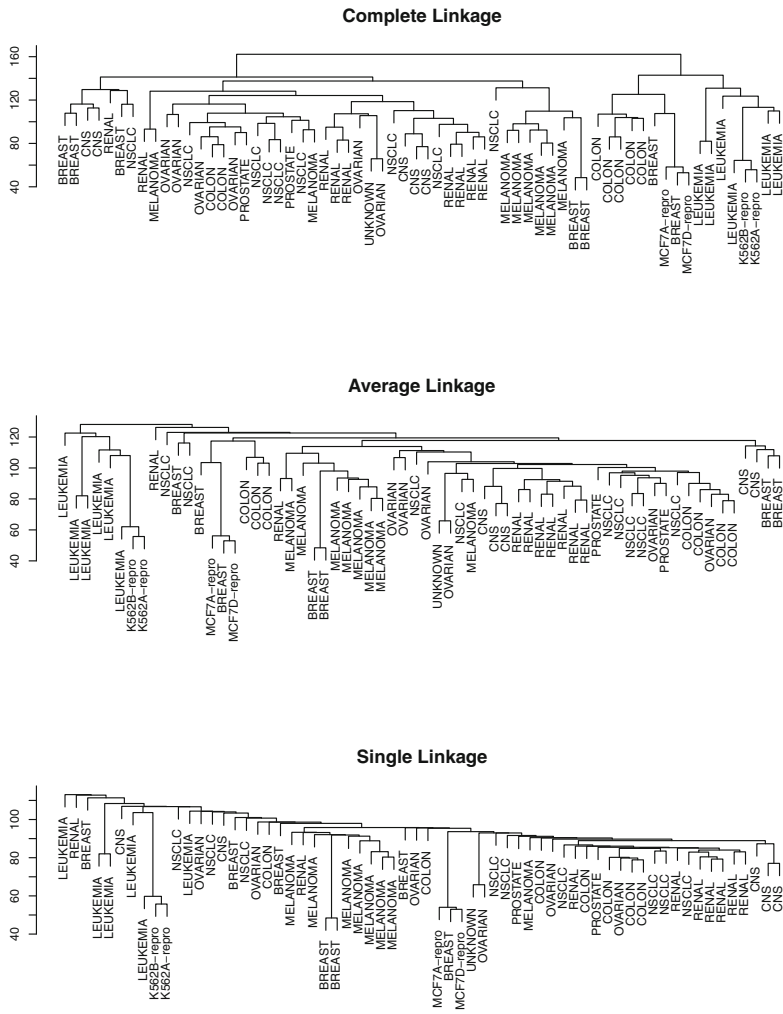 Complete Linkage
160
120
80
40
BREAST
BREAST
CNS
CNS
RENAL
BREAST
NSCLC
RENAL
MELANOMA
OVARIAN
OVARIAN
NSCLC
OVARIAN
COLON
COLON
OVARIAN
PROSTATE
NSCLC
NSCLC
NSCLC
PROSTATE
NSCLC
MELANOMA
RENAL
RENAL
RENAL
OVARIAN
UNKNOWN
OVARIAN
NSCLC
CNS
CNS
CNS
NSCLC
RENAL
RENAL
RENAL
RENAL
NSCLC
MELANOMA
MELANOMA
MELANOMA
MELANOMA
MELANOMA
MELANOMA
BREAST
BREAST
COLON
COLON
COLON
COLON
COLON
BREAST
MCF7A-repro
BREAST
MCF7D-repro
LEUKEMIA
LEUKEMIA
LEUKEMIA
LEUKEMIA
K562B-repro
K562A-repro
LEUKEMIA
LEUKEMIA
Average Linkage
120
100
80
60
40
LEUKEMIA
LEUKEMIA
LEUKEMIA
LEUKEMIA
LEUKEMIA
LEUKEMIA
K562B-repro
K562A-repro
RENAL
NSCLC
BREAST
NSCLC
BREAST
MCF7A-repro
BREAST
MCF7D-repro
COLON
COLON
COLON
RENAL
MELANOMA
MELANOMA
BREAST
BREAST
MELANOMA
MELANOMA
MELANOMA
MELANOMA
MELANOMA
OVARIAN
OVARIAN
NSCLC
OVARIAN
UNKNOWN
OVARIAN
NSCLC
MELANOMA
CNS
CNS
CNS
RENAL
RENAL
RENAL
RENAL
RENAL
RENAL
RENAL
PROSTATE
NSCLC
NSCLC
NSCLC
NSCLC
OVARIAN
PROSTATE
NSCLC
COLON
COLON
OVARIAN
COLON
COLON
CNS
CNS
BREAST
BREAST
Single Linkage
100
80
60
40
LEUKEMIA
RENAL
BREAST
LEUKEMIA
LEUKEMIA
CNS
LEUKEMIA
LEUKEMIA
K562B-repro
K562A-repro
NSCLC
LEUKEMIA
OVARIAN
NSCLC
CNS
BREAST
NSCLC
OVARIAN
COLON
BREAST
MELANOMA
RENAL
MELANOMA
BREAST
BREAST
MELANOMA
MELANOMA
MELANOMA
MELANOMA
MELANOMA
BREAST
OVARIAN
COLON
MCF7A-repro
BREAST
MCF7D-repro
UNKNOWN
OVARIAN
NSCLC
NSCLC
PROSTATE
MELANOMA
COLON
OVARIAN
NSCLC
RENAL
COLON
PROSTATE
COLON
OVARIAN
COLON
COLON
NSCLC
NSCLC
RENAL
NSCLC
RENAL
RENAL
RENAL
RENAL
RENAL
CNS
CNS
CNS